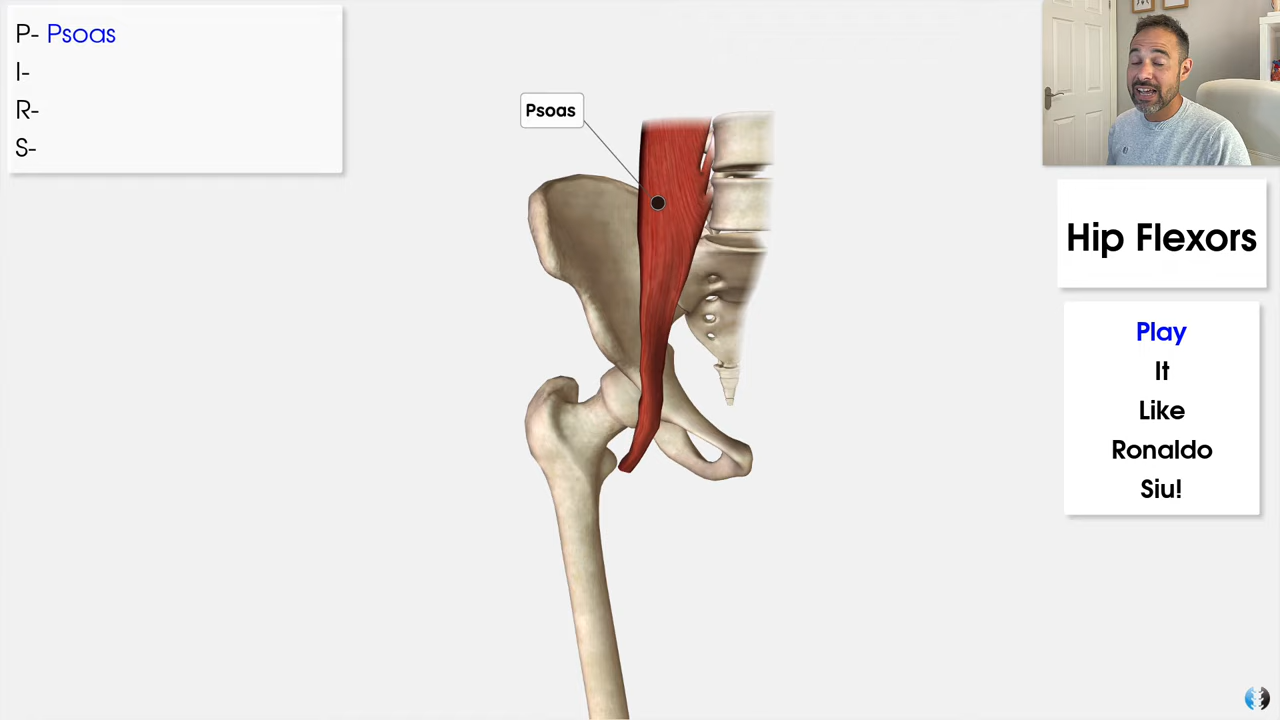 P- Psoas
I-
R-
S-
Psoas
Hip Flexors
Play
It
Like
Ronaldo
Siu!